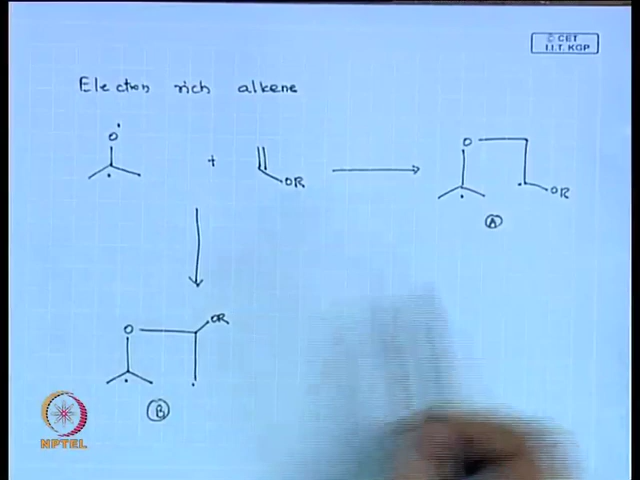 © CET
I.I.T. KGP
Electron rich alkene
O
+
OR
O
OR
A
O
OR
B
NPTEL